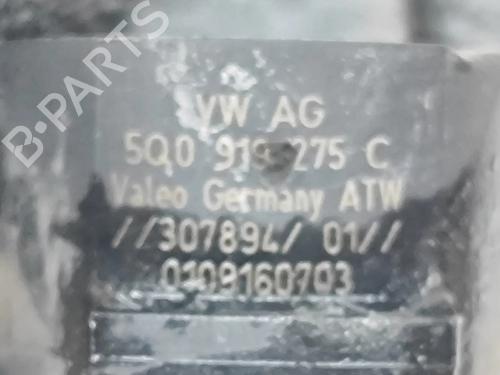 B-PARTS
VW AG
5Q0 919 275 C
Valeo Germany ATW
//307894/ 01//
0109160703